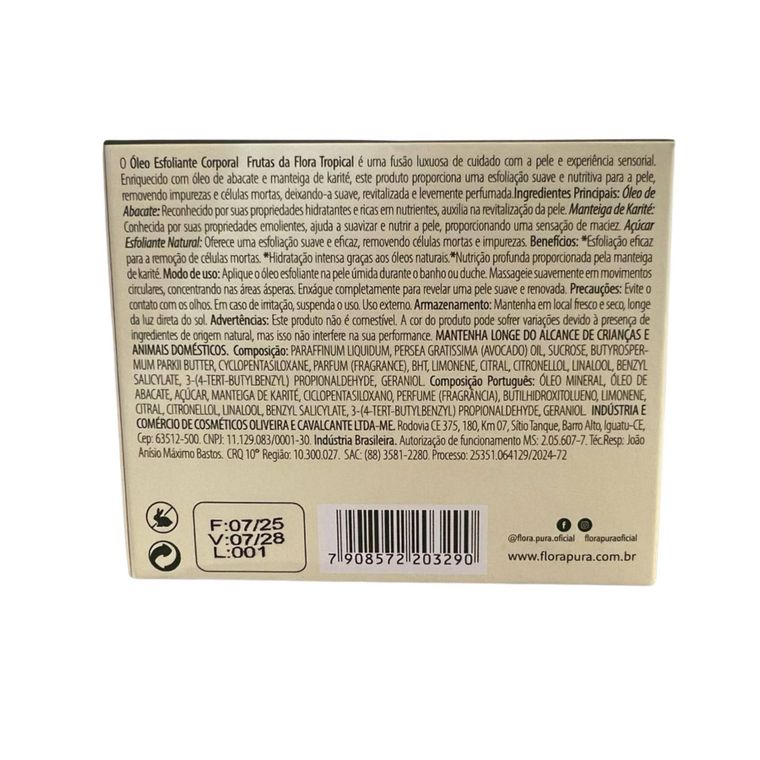 O Óleo Esfoliante Corporal Frutas da Flora Tropical é uma fusão luxuosa de cuidado com a pele e experiência sensorial.
Enriquecido com óleo de abacate e manteiga de karité, este produto proporciona uma esfoliação suave e nutritiva para a pele,
removendo impurezas e células mortas, deixando-a suave, revitalizada e levemente perfumada.Ingredientes Principais: Óleo de
Abacate: Reconhecido por suas propriedades hidratantes e ricas em nutrientes, auxilia na revitalização da pele. Manteiga de Karité:
Conhecida por suas propriedades emolientes, ajuda a suavizar e nutrir a pele, proporcionando uma sensação de maciez. Açúcar
Esfoliante Natural: Oferece uma esfoliação suave e eficaz, removendo células mortas e impurezas. Benefícios: *Esfoliação eficaz
para a remoção de células mortas. *Hidratação intensa graças aos óleos naturais.*Nutrição profunda proporcionada pela manteiga
de karité. Modo de uso: Aplique o óleo esfoliante na pele úmida durante o banho ou duche. Massageie suavemente em movimentos
circulares, concentrando nas áreas ásperas. Enxágue completamente para revelar uma pele suave e renovada. Precauções: Evite o
contato com os olhos. Em caso de irritação, suspenda o uso. Uso externo. Armazenamento: Mantenha em local fresco e seco, longe
da luz direta do sol. Advertências: Este produto não é comestível. A cor do produto pode sofrer variações devido à presença de
ingredientes de origem natural, mas isso não interfere na sua performance. MANTENHA LONGE DO ALCANCE DE CRIANÇAS E
ANIMAIS DOMÉSTICOS. Composição: PARAFFINUM LIQUIDUM, PERSEA GRATISSIMA (AVOCADO) OIL, SUCROSE, BUTYROSPER-
MUM PARKII BUTTER, CYCLOPENTASILOXANE, PARFUM (FRAGRANCE), BHT, LIMONENE, CITRAL, CITRONELLOL, LINALOOL, BENZYL
SALICYLATE, 3-(4-TERT-BUTYLBENZYL) PROPIONALDEHYDE, GERANIOL. Composição Português: ÓLEO MINERAL, ÓLEO DE
ABACATE, AÇÚCAR, MANTEIGA DE KARITÉ, CICLOPENTASILOXANO, PERFUME (FRAGRÂNCIA), BUTILHIDROXITOLUENO, LIMONENE,
CITRAL, CITRONELLOL, LINALOOL, BENZYL SALICYLATE, 3-(4-TERT-BUTYLBENZYL) PROPIONALDEHYDE, GERANIOL. INDÚSTRIA E
COMÉRCIO DE COSMÉTICOS OLIVEIRA E CAVALCANTE LTDA-ME. Rodovia CE 375, 180, Km 07, Sítio Tanque, Barro Alto, Iguatu-CE,
Cep: 63512-500. CNPJ: 11.129.083/0001-30. Indústria Brasileira. Autorização de funcionamento MS: 2.05.607-7. Téc.Resp: João
Anísio Máximo Bastos. CRQ 10ª Região: 10.300.027. SAC: (88) 3581-2280. Processo: 25351.064129/2024-72
F:07/25
V:07/28
L:001
7 908572 203290
@flora.pura.oficial florapuraoficial
www.florapura.com.br